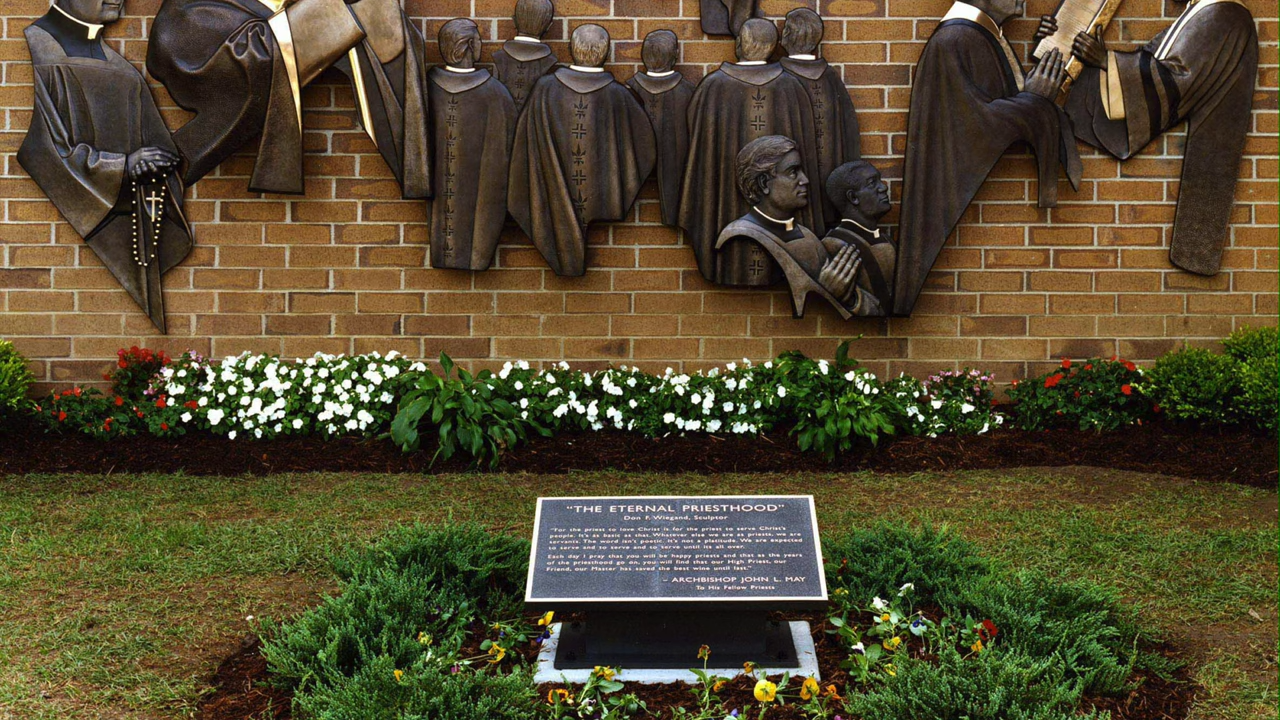 "THE ETERNAL PRIESTHOOD"
Don F. Wiegand, Sculptor
"For the priest to love Christ is for the priest to serve Christ's
people. It's as basic as that. Whatever else we are as priests, we are
servants. The word isn't poetic. It's not a platitude. We are expected
to serve and to serve and to serve until its all over.
Each day I pray that you will be happy priests and that as the years
of the priesthood go on, you will find that our High Priest, our
Friend, our Master has saved the best wine until last."
- ARCHBISHOP JOHN L. MAY
To His Fellow Priests